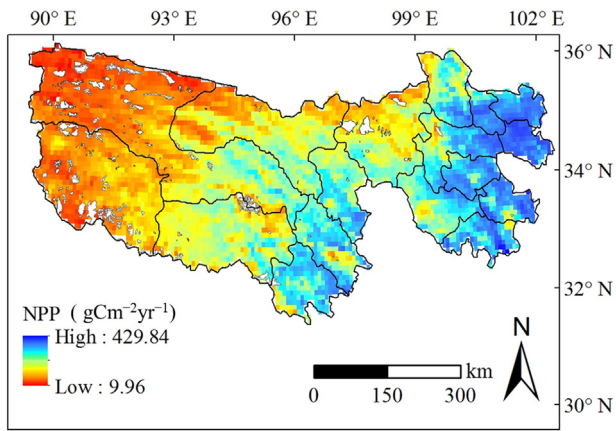 90° E 93° E 96° E 99° E 102° E
36° N
34° N
32° N
30° N
NPP ( gCm⁻²yr⁻¹)
High : 429.84
Low : 9.96
N
km
0 150 300